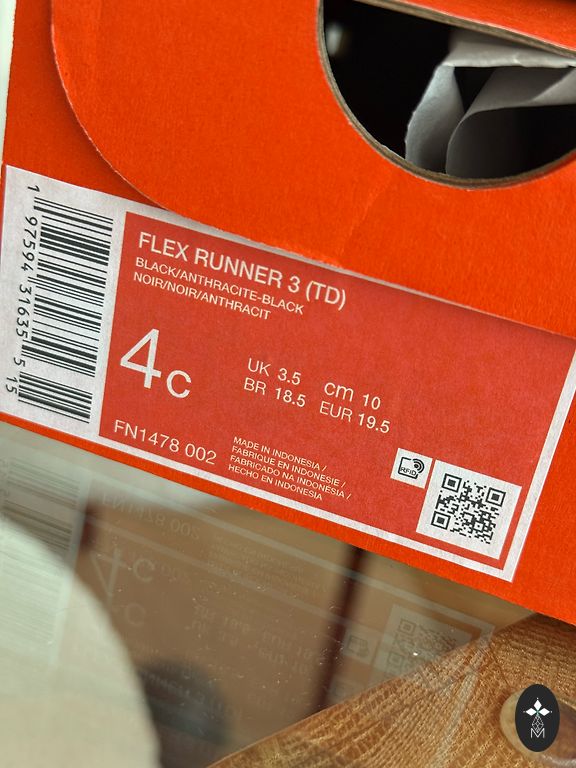 FLEX RUNNER 3 (TD)
BLACK/ANTHRACITE-BLACK
NOIR/NOIR/ANTHRACIT
4c
UK 3.5 cm 10
BR 18.5 EUR 19.5
FN1478 002
MADE IN INDONESIA /
FABRIQUE EN INDONESIE /
FABRICADO NA INDONÉSIA /
HECHO EN INDONESIA
RFID
1 97594 31635 5 15
M